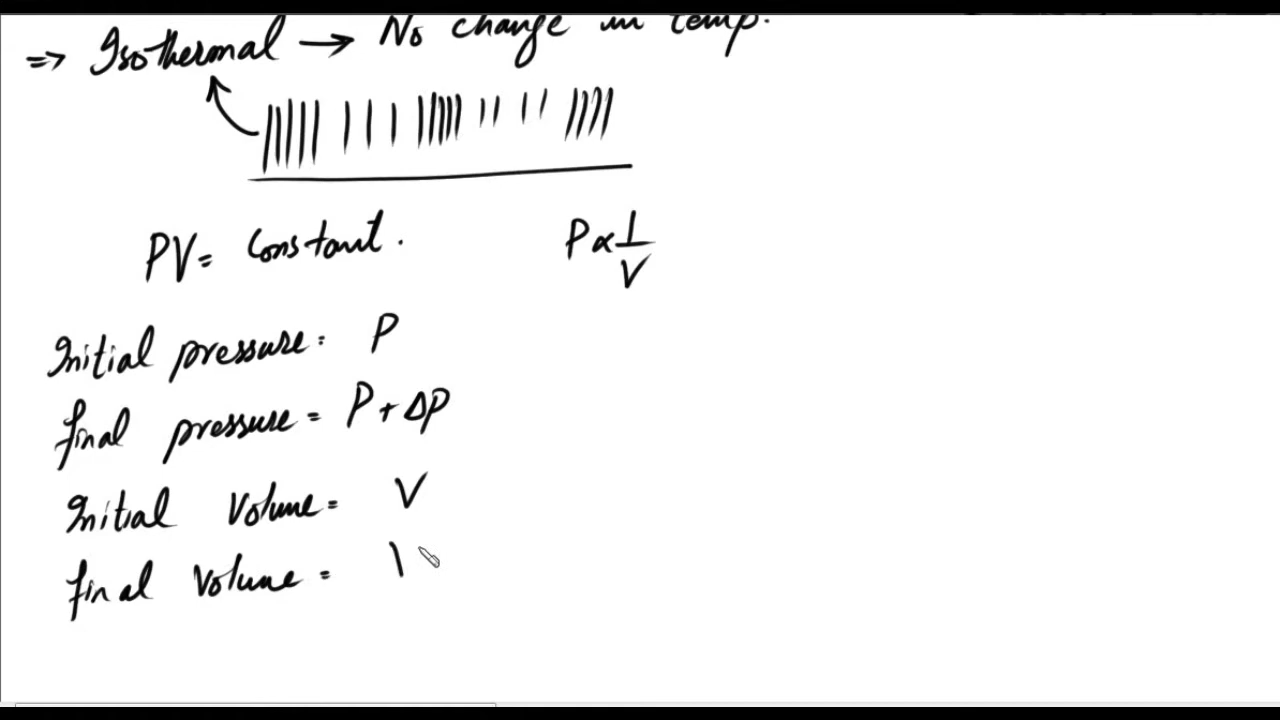 => Isothermal → No change in temp.
PV = Constant. P ∝ 1/V
Initial pressure = P
final pressure = P + ΔP
Initial Volume = V
final Volume = \